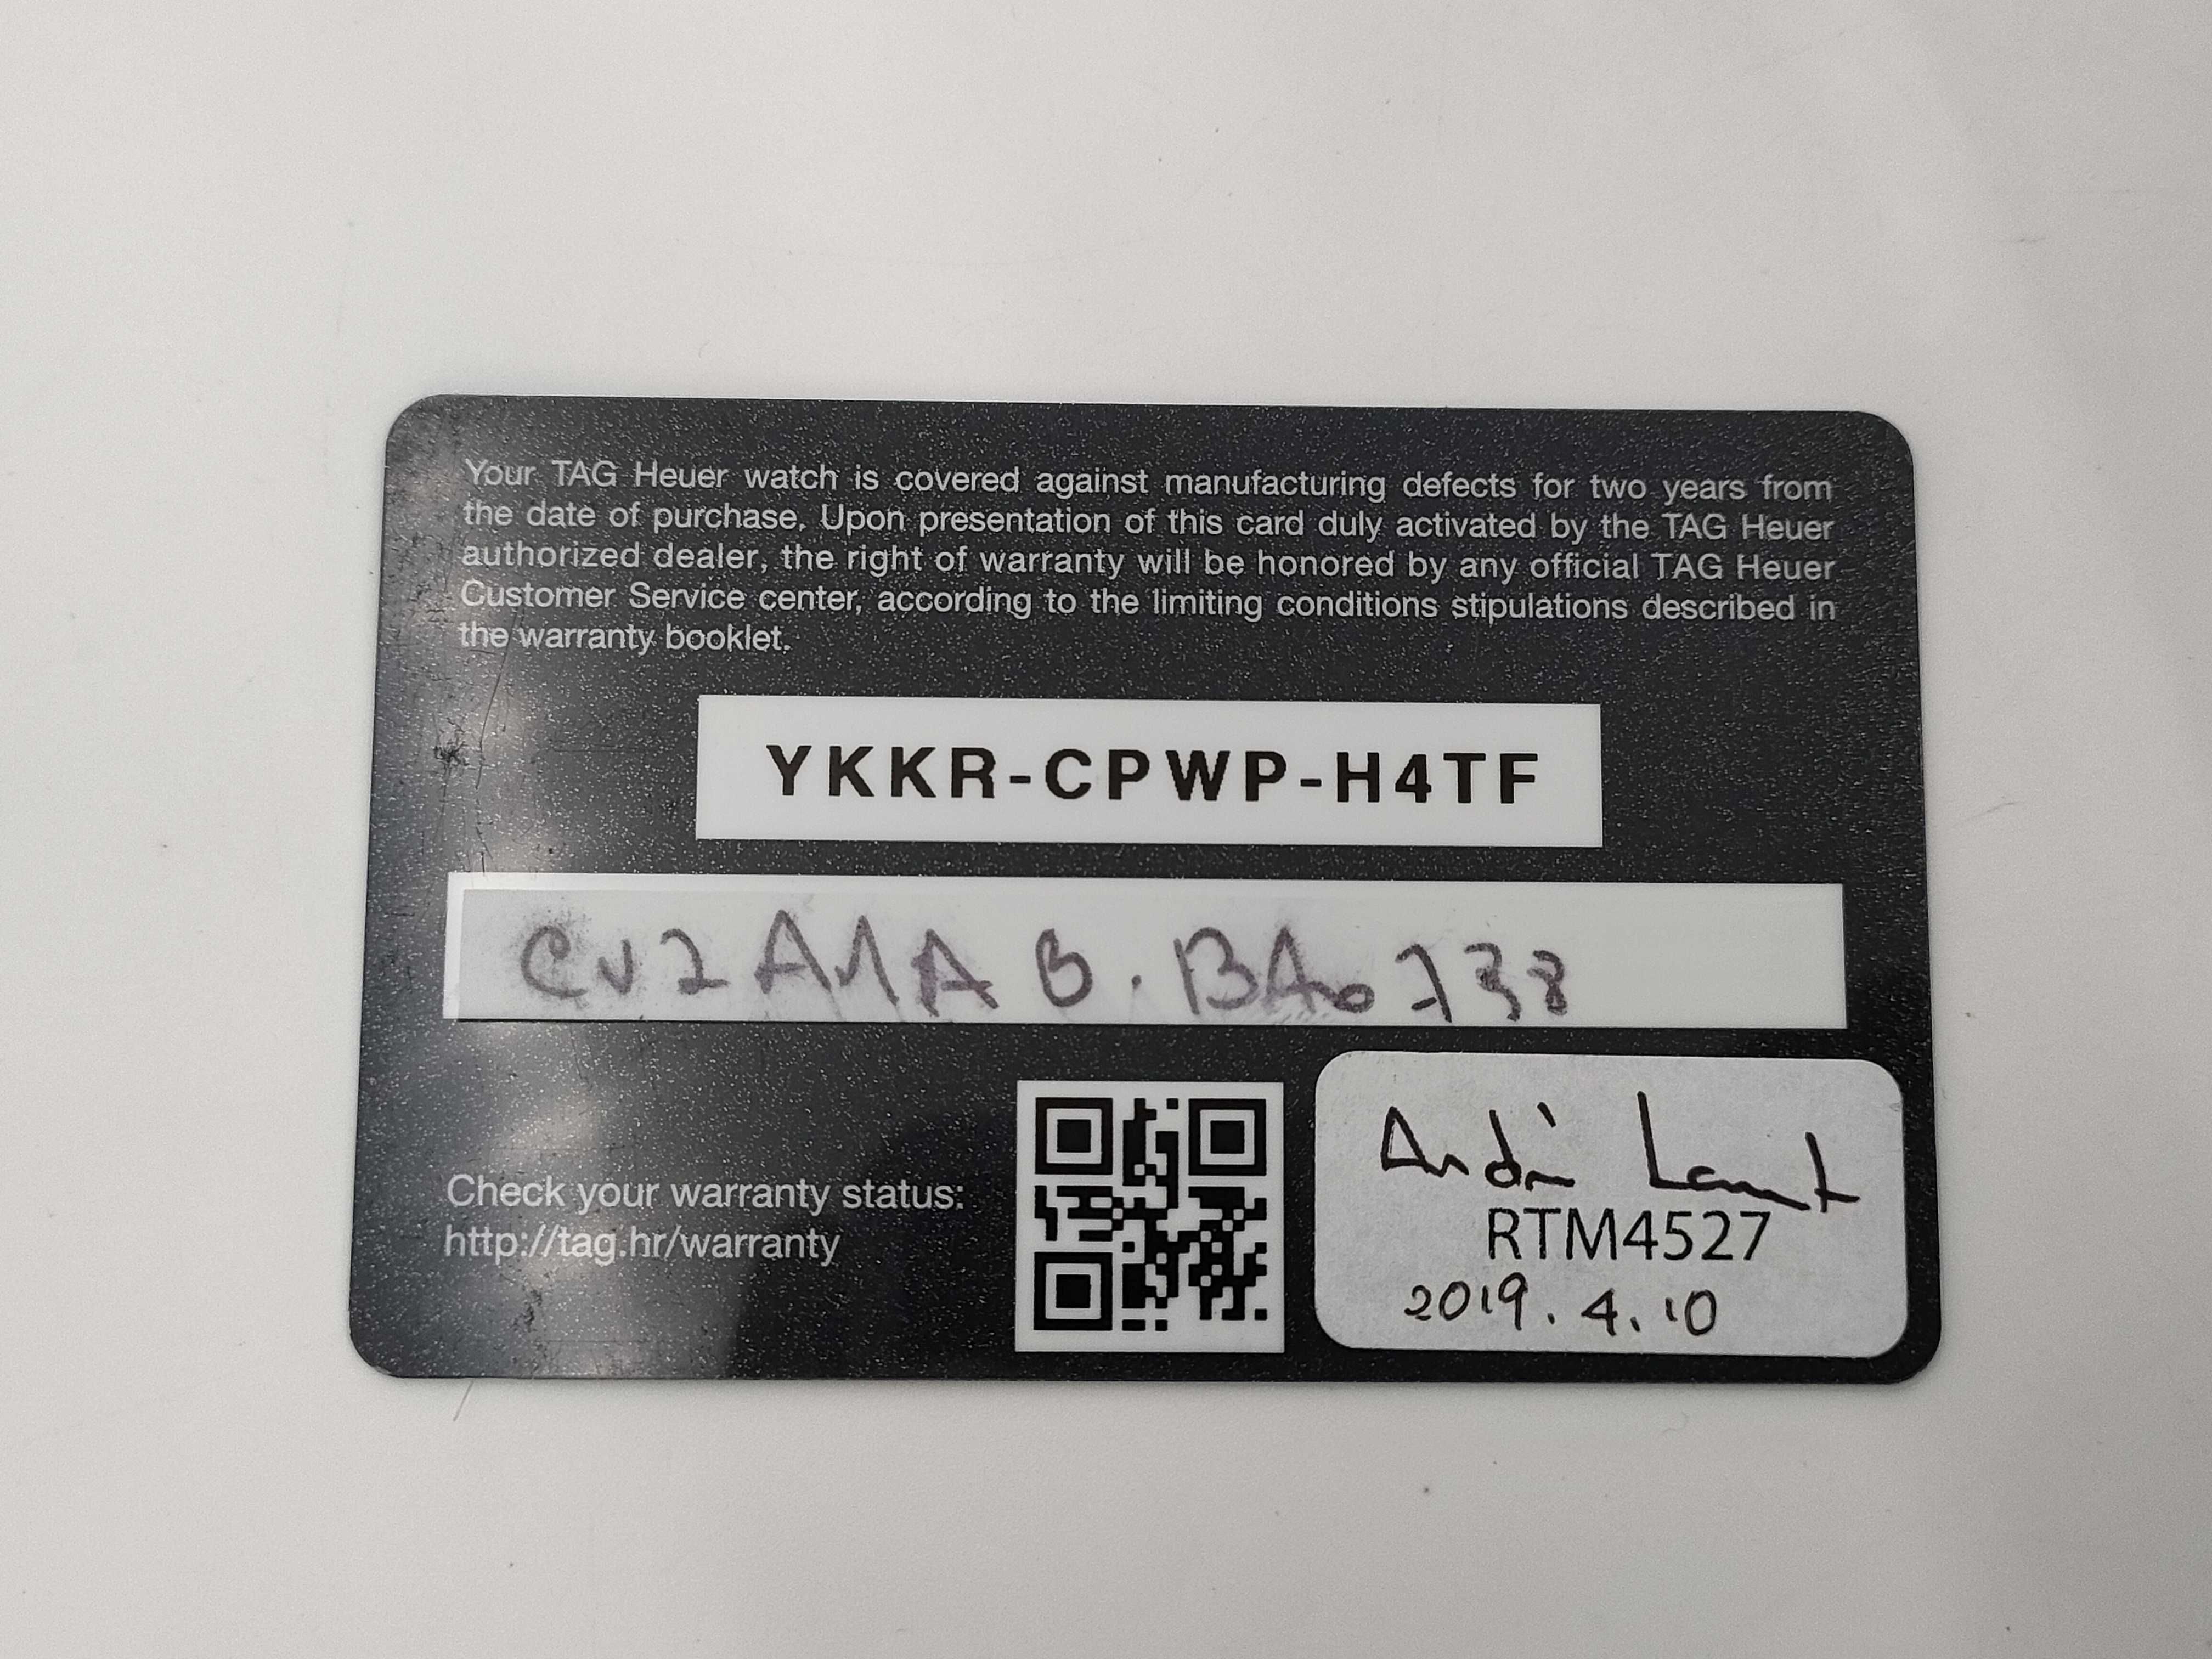 Your TAG Heuer watch is covered against manufacturing defects for two years from
the date of purchase. Upon presentation of this card duly activated by the TAG Heuer
authorized dealer, the right of warranty will be honored by any official TAG Heuer
Customer Service center, according to the limiting conditions stipulations described in
the warranty booklet.
YKKR-CPWP-H4TF
CV2A1AB.BA0738
Check your warranty status:
http://tag.hr/warranty
RTM4527
2019.4.10